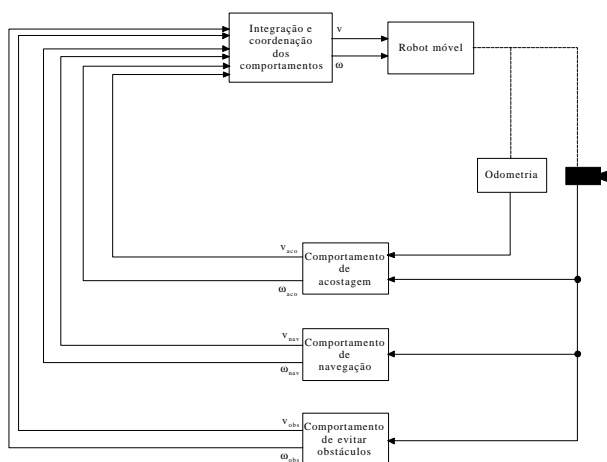 Integração e
coordenação
dos
comportamentos
v
ω
Robot móvel
Odometria
v aco
ω aco
Comportamento
de
acostagem
v nav
ω nav
Comportamento
de
navegação
v obs
ω obs
Comportamento
de evitar
obstáculos